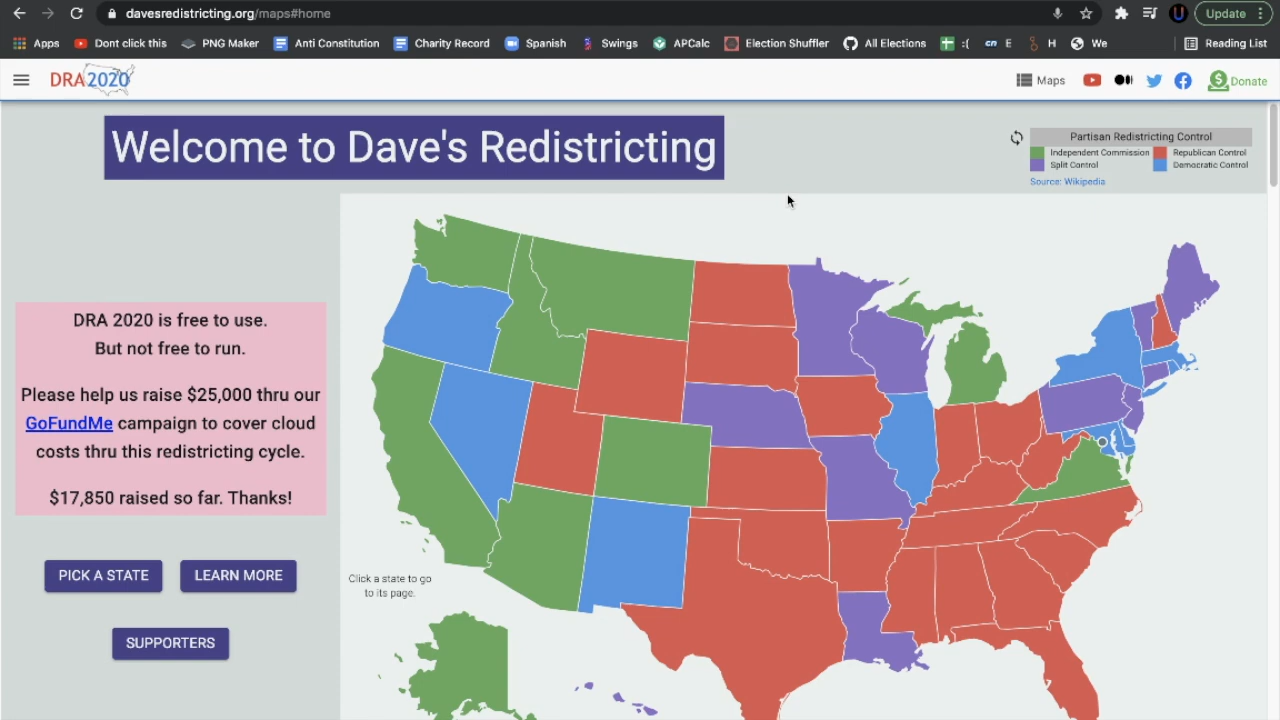 davesredistricting.org/maps#home
Update
Apps
Dont click this
PNG Maker
Anti Constitution
Charity Record
Spanish
Swings
APCalc
Election Shuffler
All Elections
:(
cn E
H
We
Reading List
DRA2020
Maps
Donate
Welcome to Dave's Redistricting
Partisan Redistricting Control
Independent Commission
Republican Control
Split Control
Democratic Control
Source: Wikipedia
DRA 2020 is free to use.
But not free to run.
Please help us raise $25,000 thru our
GoFundMe campaign to cover cloud
costs thru this redistricting cycle.
$17,850 raised so far. Thanks!
PICK A STATE
LEARN MORE
SUPPORTERS
Click a state to go
to its page.